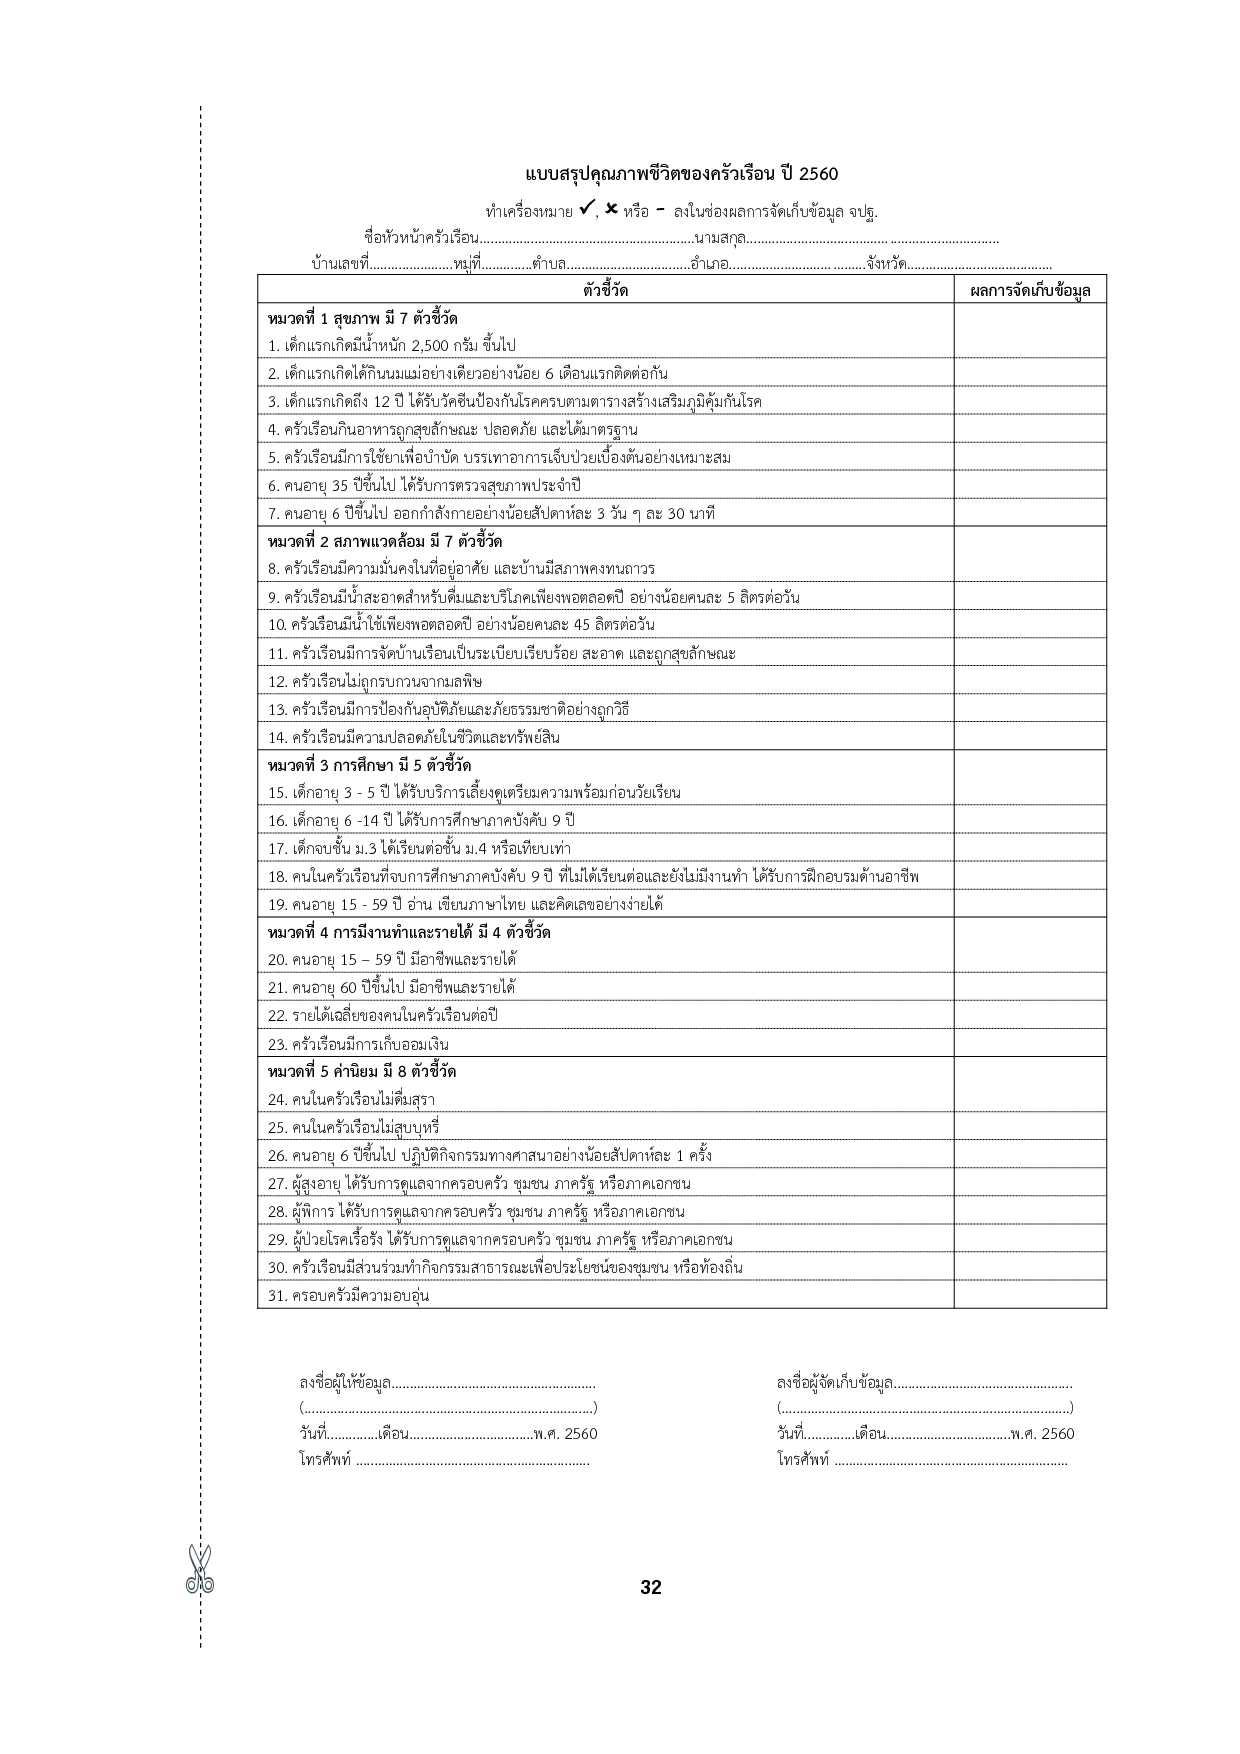 แบบสรุปคุณภาพชีวิตของครัวเรือน ปี 2560
ทำเครื่องหมาย ✓, ✘ หรือ - ลงในช่องผลการจัดเก็บข้อมูล จปฐ.
ชื่อหัวหน้าครัวเรือน...........................................................นามสกุล.....................................................................
บ้านเลขที่.......................หมู่ที่..............ตำบล..................................อำเภอ.....................................จังหวัด........................................
ตัวชี้วัด ผลการจัดเก็บข้อมูล
หมวดที่ 1 สุขภาพ มี 7 ตัวชี้วัด
1. เด็กแรกเกิดมีน้ำหนัก 2,500 กรัม ขึ้นไป
2. เด็กแรกเกิดได้กินนมแม่อย่างเดียวอย่างน้อย 6 เดือนแรกติดต่อกัน
3. เด็กแรกเกิดถึง 12 ปี ได้รับวัคซีนป้องกันโรคครบตามตารางสร้างเสริมภูมิคุ้มกันโรค
4. ครัวเรือนกินอาหารถูกสุขลักษณะ ปลอดภัย และได้มาตรฐาน
5. ครัวเรือนมีการใช้ยาเพื่อบำบัด บรรเทาอาการเจ็บป่วยเบื้องต้นอย่างเหมาะสม
6. คนอายุ 35 ปีขึ้นไป ได้รับการตรวจสุขภาพประจำปี
7. คนอายุ 6 ปีขึ้นไป ออกกำลังกายอย่างน้อยสัปดาห์ละ 3 วัน ๆ ละ 30 นาที
หมวดที่ 2 สภาพแวดล้อม มี 7 ตัวชี้วัด
8. ครัวเรือนมีความมั่นคงในที่อยู่อาศัย และบ้านมีสภาพคงทนถาวร
9. ครัวเรือนมีน้ำสะอาดสำหรับดื่มและบริโภคเพียงพอตลอดปี อย่างน้อยคนละ 5 ลิตรต่อวัน
10. ครัวเรือนมีน้ำใช้เพียงพอตลอดปี อย่างน้อยคนละ 45 ลิตรต่อวัน
11. ครัวเรือนมีการจัดบ้านเรือนเป็นระเบียบเรียบร้อย สะอาด และถูกสุขลักษณะ
12. ครัวเรือนไม่ถูกรบกวนจากมลพิษ
13. ครัวเรือนมีการป้องกันอุบัติภัยและภัยธรรมชาติอย่างถูกวิธี
14. ครัวเรือนมีความปลอดภัยในชีวิตและทรัพย์สิน
หมวดที่ 3 การศึกษา มี 5 ตัวชี้วัด
15. เด็กอายุ 3 - 5 ปี ได้รับบริการเลี้ยงดูเตรียมความพร้อมก่อนวัยเรียน
16. เด็กอายุ 6 -14 ปี ได้รับการศึกษาภาคบังคับ 9 ปี
17. เด็กจบชั้น ม.3 ได้เรียนต่อชั้น ม.4 หรือเทียบเท่า
18. คนในครัวเรือนที่จบการศึกษาภาคบังคับ 9 ปี ที่ไม่ได้เรียนต่อและยังไม่มีงานทำ ได้รับการฝึกอบรมด้านอาชีพ
19. คนอายุ 15 - 59 ปี อ่าน เขียนภาษาไทย และคิดเลขอย่างง่ายได้
หมวดที่ 4 การมีงานทำและรายได้ มี 4 ตัวชี้วัด
20. คนอายุ 15 – 59 ปี มีอาชีพและรายได้
21. คนอายุ 60 ปีขึ้นไป มีอาชีพและรายได้
22. รายได้เฉลี่ยของคนในครัวเรือนต่อปี
23. ครัวเรือนมีการเก็บออมเงิน
หมวดที่ 5 ค่านิยม มี 8 ตัวชี้วัด
24. คนในครัวเรือนไม่ดื่มสุรา
25. คนในครัวเรือนไม่สูบบุหรี่
26. คนอายุ 6 ปีขึ้นไป ปฏิบัติกิจกรรมทางศาสนาอย่างน้อยสัปดาห์ละ 1 ครั้ง
27. ผู้สูงอายุ ได้รับการดูแลจากครอบครัว ชุมชน ภาครัฐ หรือภาคเอกชน
28. ผู้พิการ ได้รับการดูแลจากครอบครัว ชุมชน ภาครัฐ หรือภาคเอกชน
29. ผู้ป่วยโรคเรื้อรัง ได้รับการดูแลจากครอบครัว ชุมชน ภาครัฐ หรือภาคเอกชน
30. ครัวเรือนมีส่วนร่วมทำกิจกรรมสาธารณะเพื่อประโยชน์ของชุมชน หรือท้องถิ่น
31. ครอบครัวมีความอบอุ่น
ลงชื่อผู้ให้ข้อมูล........................................................ ลงชื่อผู้จัดเก็บข้อมูล.................................................
(...............................................................................) (...............................................................................)
วันที่..............เดือน..................................พ.ศ. 2560 วันที่..............เดือน..................................พ.ศ. 2560
โทรศัพท์ ................................................................ โทรศัพท์ ................................................................
32